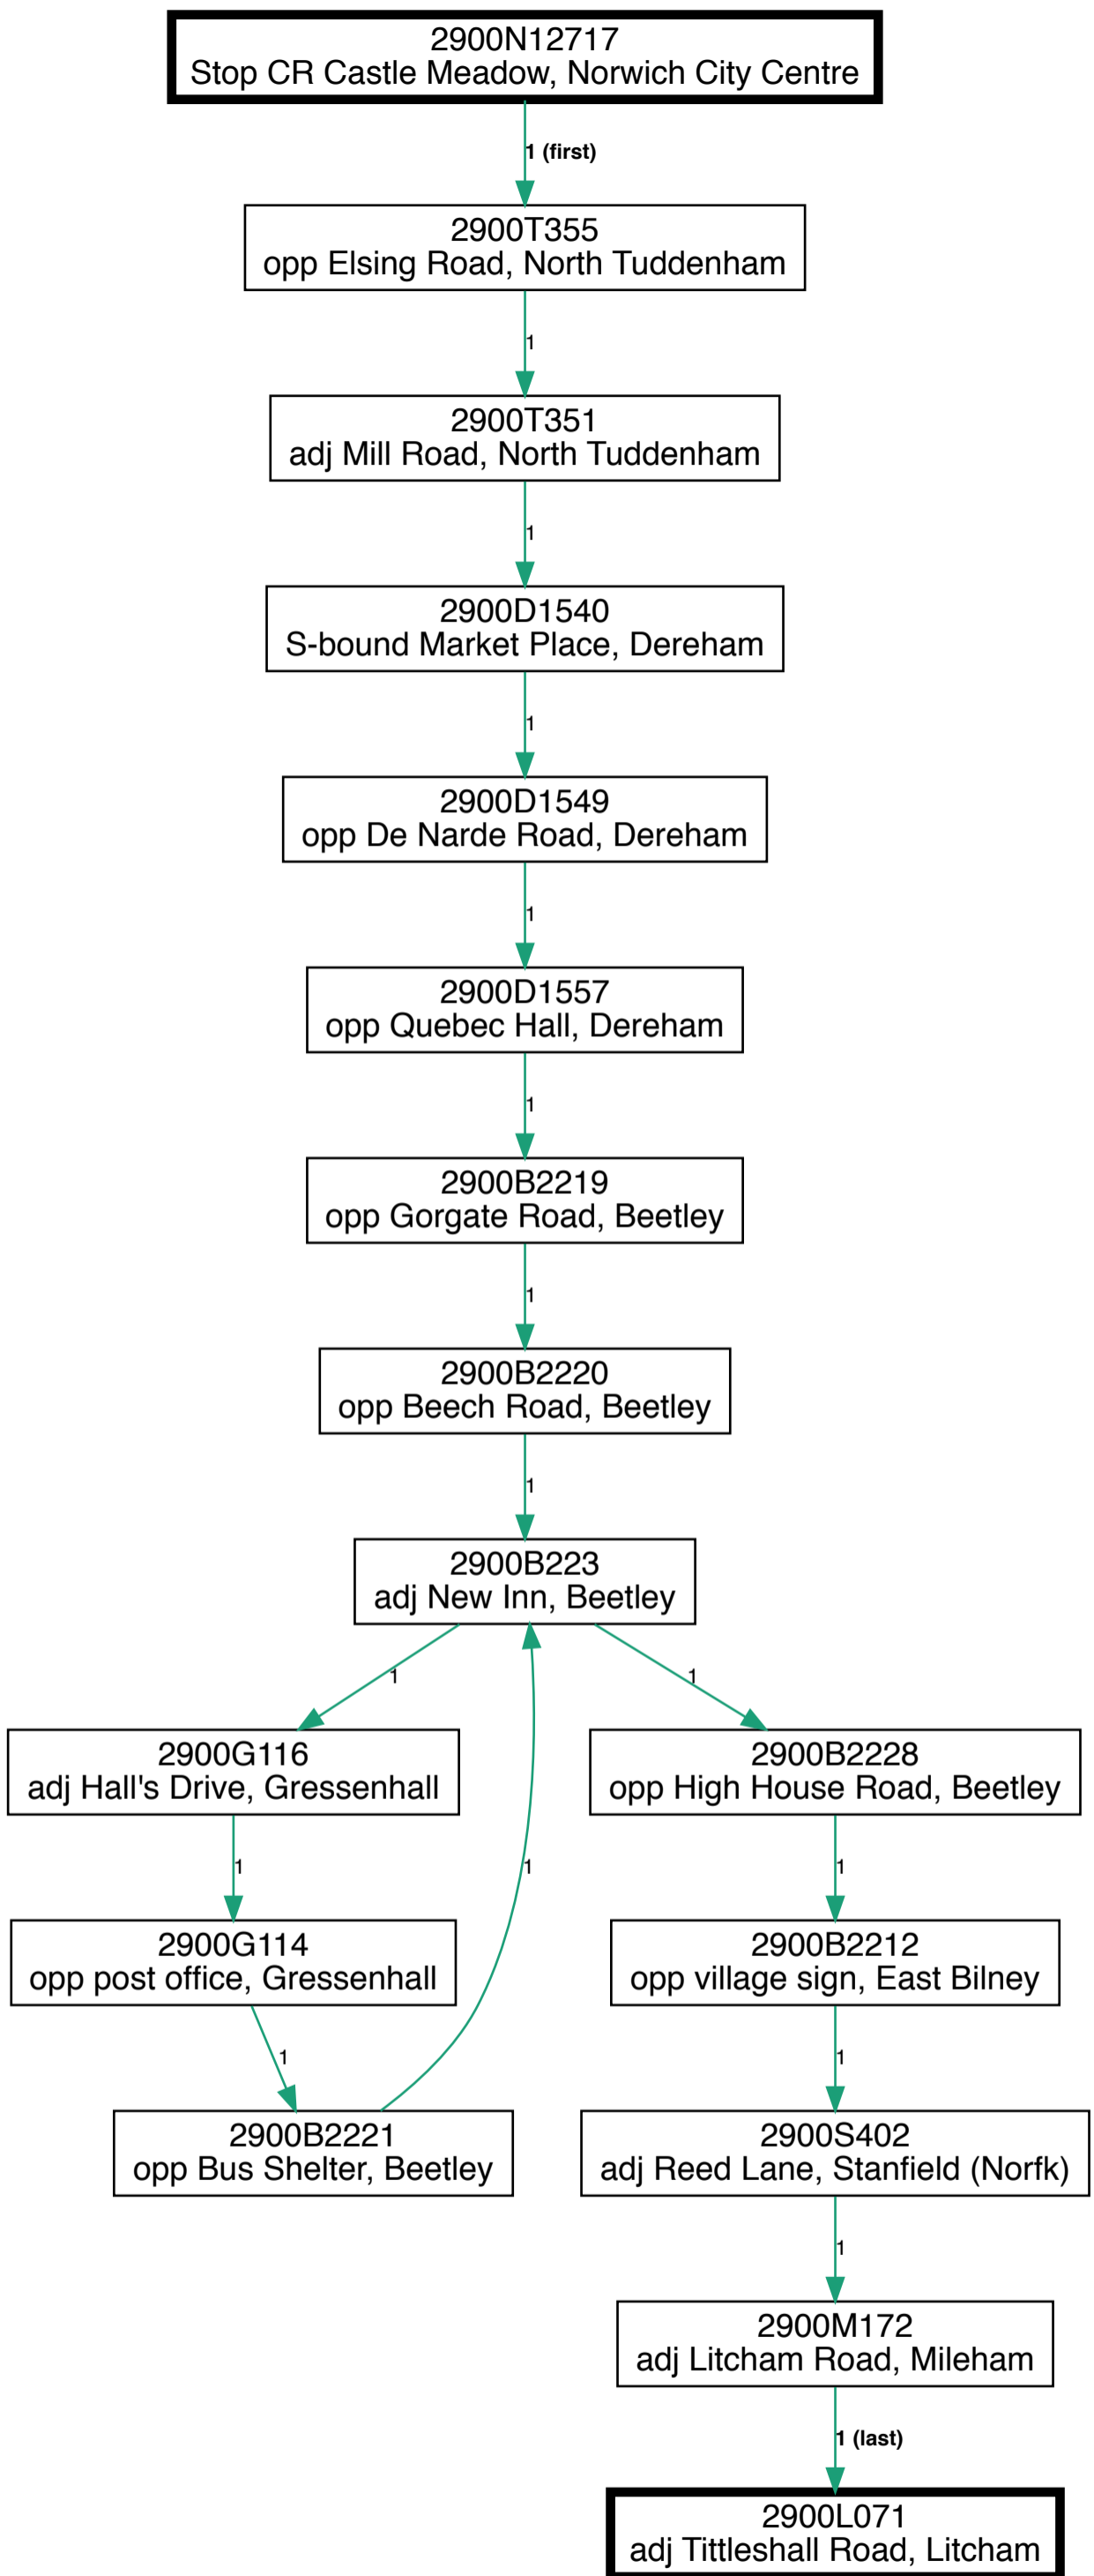 2900N12717
Stop CR Castle Meadow, Norwich City Centre
1 (first)
2900T355
opp Elsing Road, North Tuddenham
1
2900T351
adj Mill Road, North Tuddenham
1
2900D1540
S-bound Market Place, Dereham
1
2900D1549
opp De Narde Road, Dereham
1
2900D1557
opp Quebec Hall, Dereham
1
2900B2219
opp Gorgate Road, Beetley
1
2900B2220
opp Beech Road, Beetley
1
2900B223
adj New Inn, Beetley
1
1
2900G116
adj Hall's Drive, Gressenhall
2900B2228
opp High House Road, Beetley
1
1
1
2900G114
opp post office, Gressenhall
2900B2212
opp village sign, East Bilney
1
1
2900B2221
opp Bus Shelter, Beetley
2900S402
adj Reed Lane, Stanfield (Norfk)
1
2900M172
adj Litcham Road, Mileham
1 (last)
2900L071
adj Tittleshall Road, Litcham